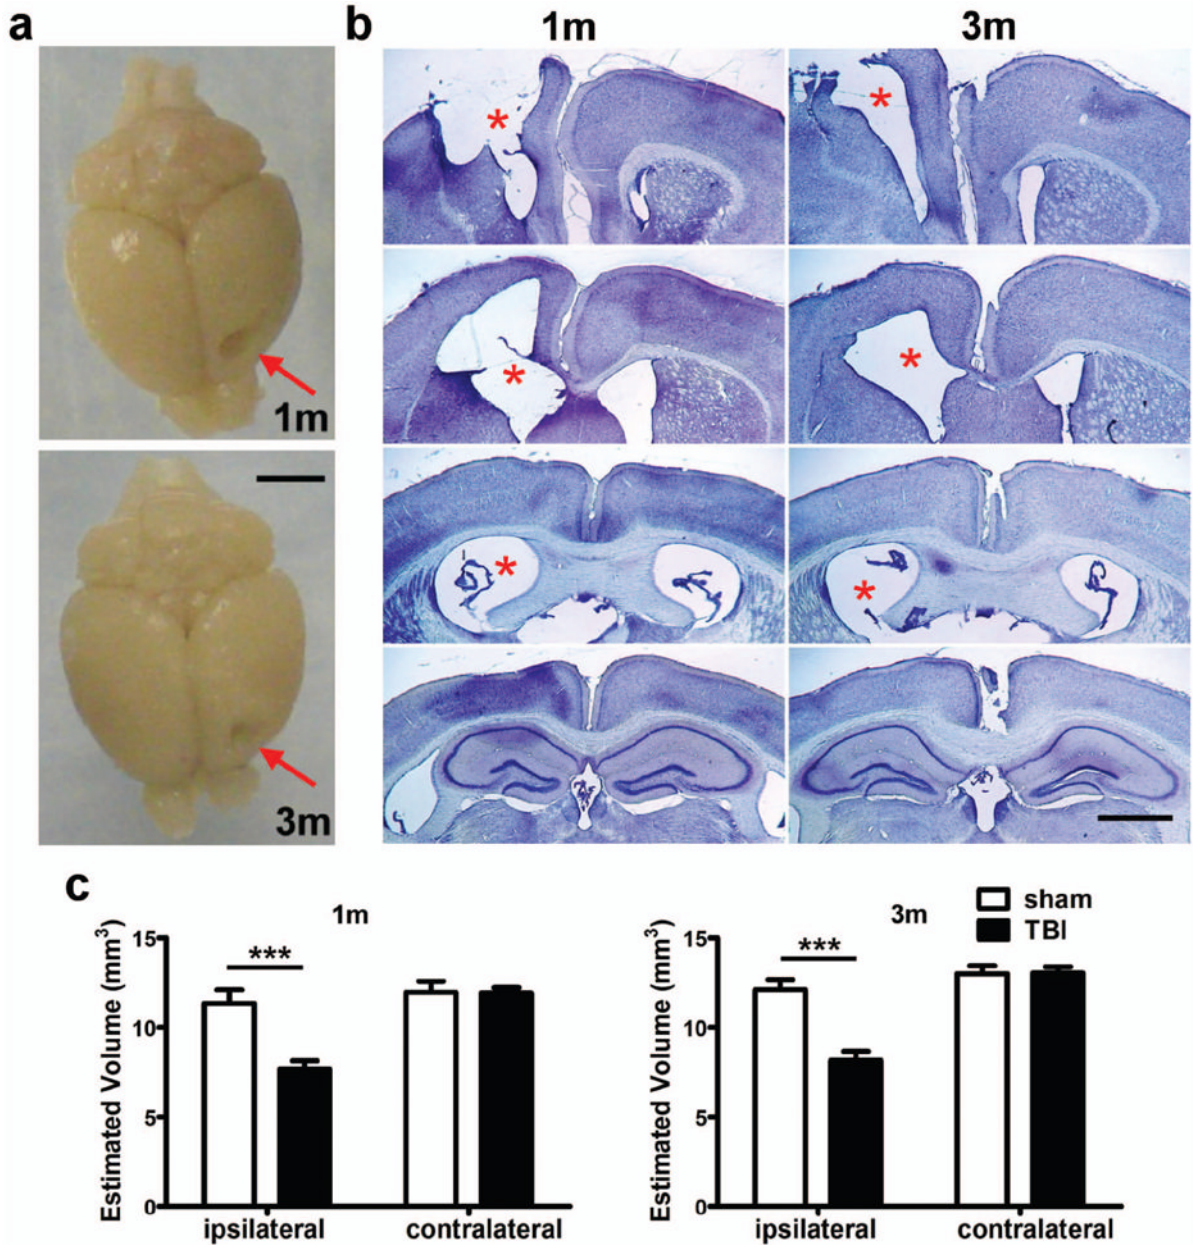 a
1m
3m
b
1m
3m
*
*
*
*
*
*
c
1m
Estimated Volume (mm³)
15
10
5
0
***
ipsilateral
contralateral
3m
sham
TBI
Estimated Volume (mm³)
15
10
5
0
***
ipsilateral
contralateral